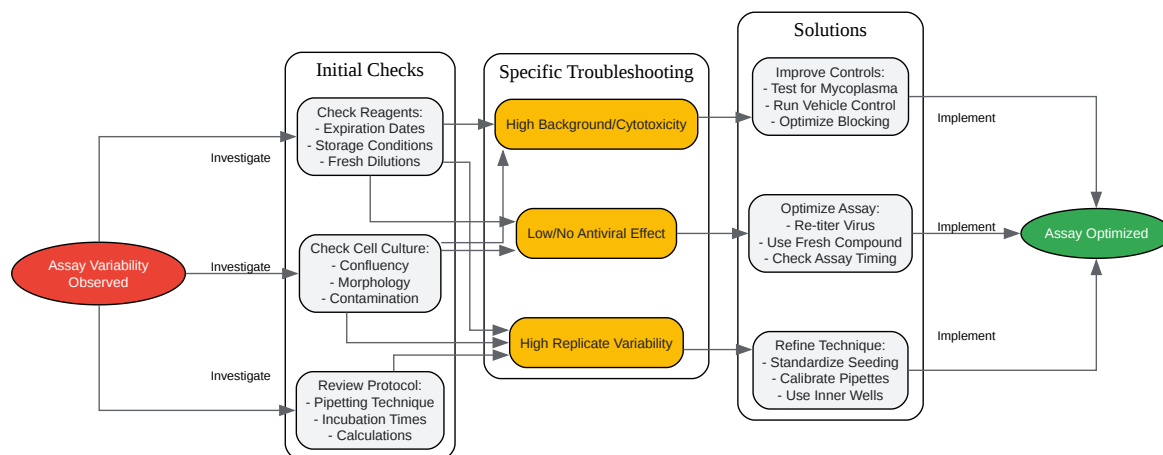 Assay Variability
Observed
Investigate
Investigate
Investigate
Initial Checks
Check Reagents:
- Expiration Dates
- Storage Conditions
- Fresh Dilutions
Check Cell Culture:
- Confluency
- Morphology
- Contamination
Review Protocol:
- Pipetting Technique
- Incubation Times
- Calculations
Specific Troubleshooting
High Background/Cytotoxicity
Low/No Antiviral Effect
High Replicate Variability
Solutions
Improve Controls:
- Test for Mycoplasma
- Run Vehicle Control
- Optimize Blocking
Optimize Assay:
- Re-titer Virus
- Use Fresh Compound
- Check Assay Timing
Refine Technique:
- Standardize Seeding
- Calibrate Pipettes
- Use Inner Wells
Implement
Implement
Implement
Assay Optimized